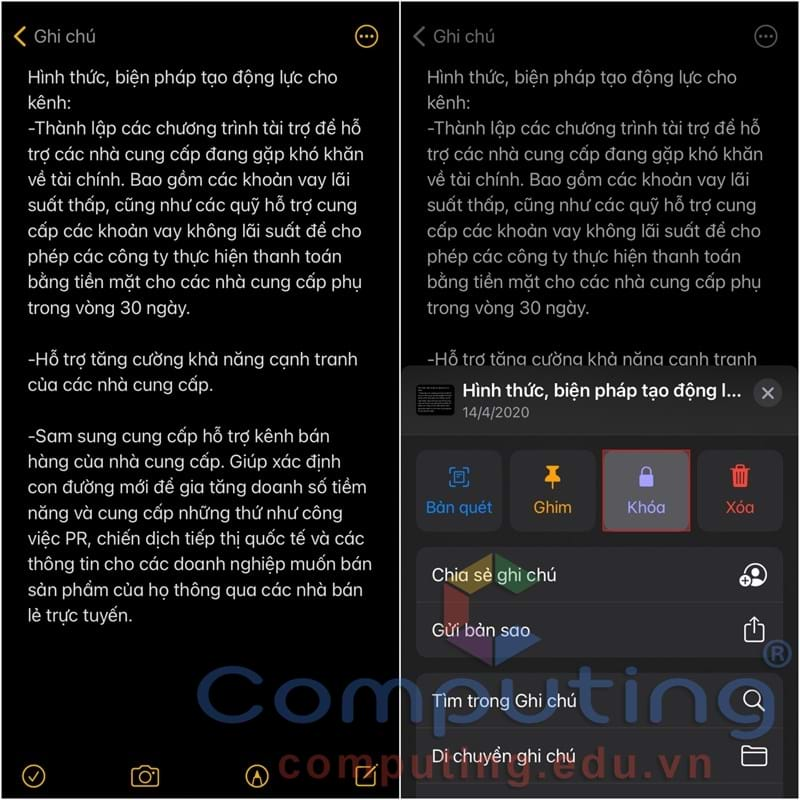 Ghi chú
Hình thức, biện pháp tạo động lực cho
kênh:
-Thành lập các chương trình tài trợ để hỗ
trợ các nhà cung cấp đang gặp khó khăn
về tài chính. Bao gồm các khoản vay lãi
suất thấp, cũng như các quỹ hỗ trợ cung
cấp các khoản vay không lãi suất để cho
phép các công ty thực hiện thanh toán
bằng tiền mặt cho các nhà cung cấp phụ
trong vòng 30 ngày.
-Hỗ trợ tăng cường khả năng cạnh tranh
của các nhà cung cấp.
-Sam sung cung cấp hỗ trợ kênh bán
hàng của nhà cung cấp. Giúp xác định
con đường mới để gia tăng doanh số tiềm
năng và cung cấp những thứ như công
việc PR, chiến dịch tiếp thị quốc tế và các
thông tin cho các doanh nghiệp muốn bán
sản phẩm của họ thông qua các nhà bán
lẻ trực tuyến.
Ghi chú
Hình thức, biện pháp tạo động lực cho
kênh:
-Thành lập các chương trình tài trợ để hỗ
trợ các nhà cung cấp đang gặp khó khăn
về tài chính. Bao gồm các khoản vay lãi
suất thấp, cũng như các quỹ hỗ trợ cung
cấp các khoản vay không lãi suất để cho
phép các công ty thực hiện thanh toán
bằng tiền mặt cho các nhà cung cấp phụ
trong vòng 30 ngày.
-Hỗ trợ tăng cường khả năng cạnh tranh
Hình thức, biện pháp tạo động l...
14/4/2020
Bản quét
Ghim
Khóa
Xóa
Chia sẻ ghi chú
Gửi bản sao
Tìm trong Ghi chú
Di chuyển ghi chú
Computing®
computing.edu.vn